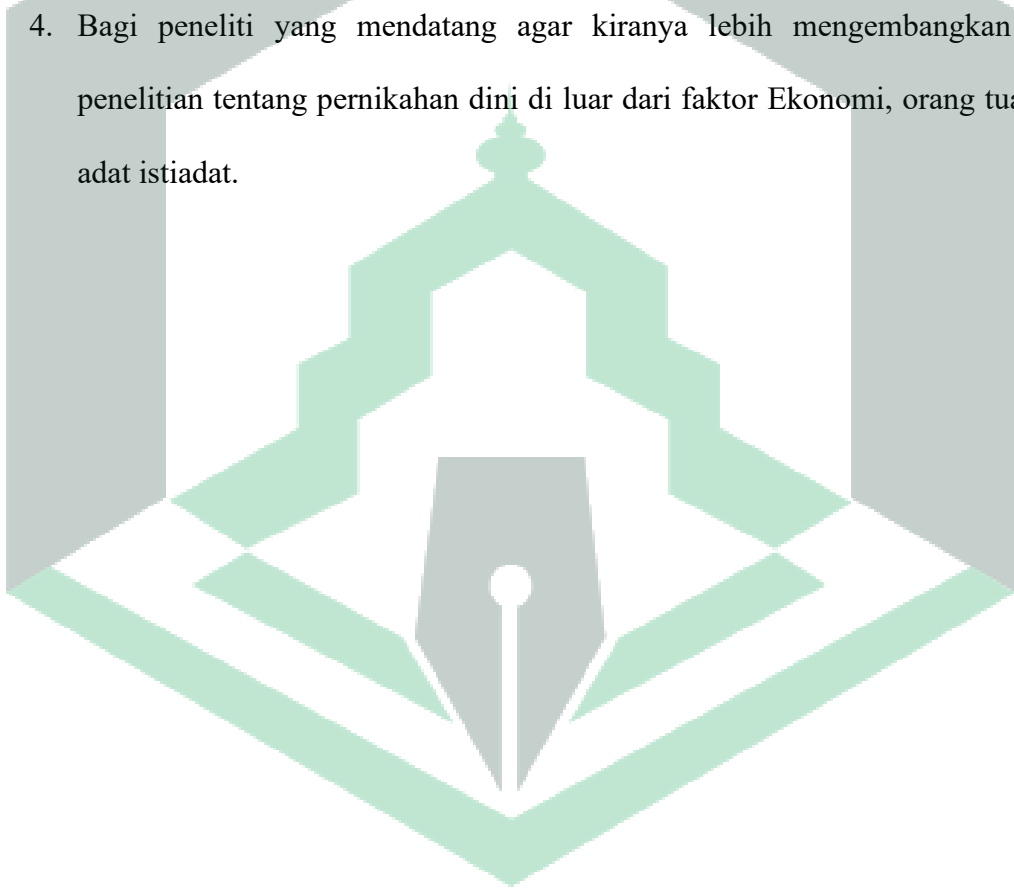 4. Bagi peneliti yang mendatang agar kiranya lebih mengembangkan
penelitian tentang pernikahan dini di luar dari faktor Ekonomi, orang tua
adat istiadat.